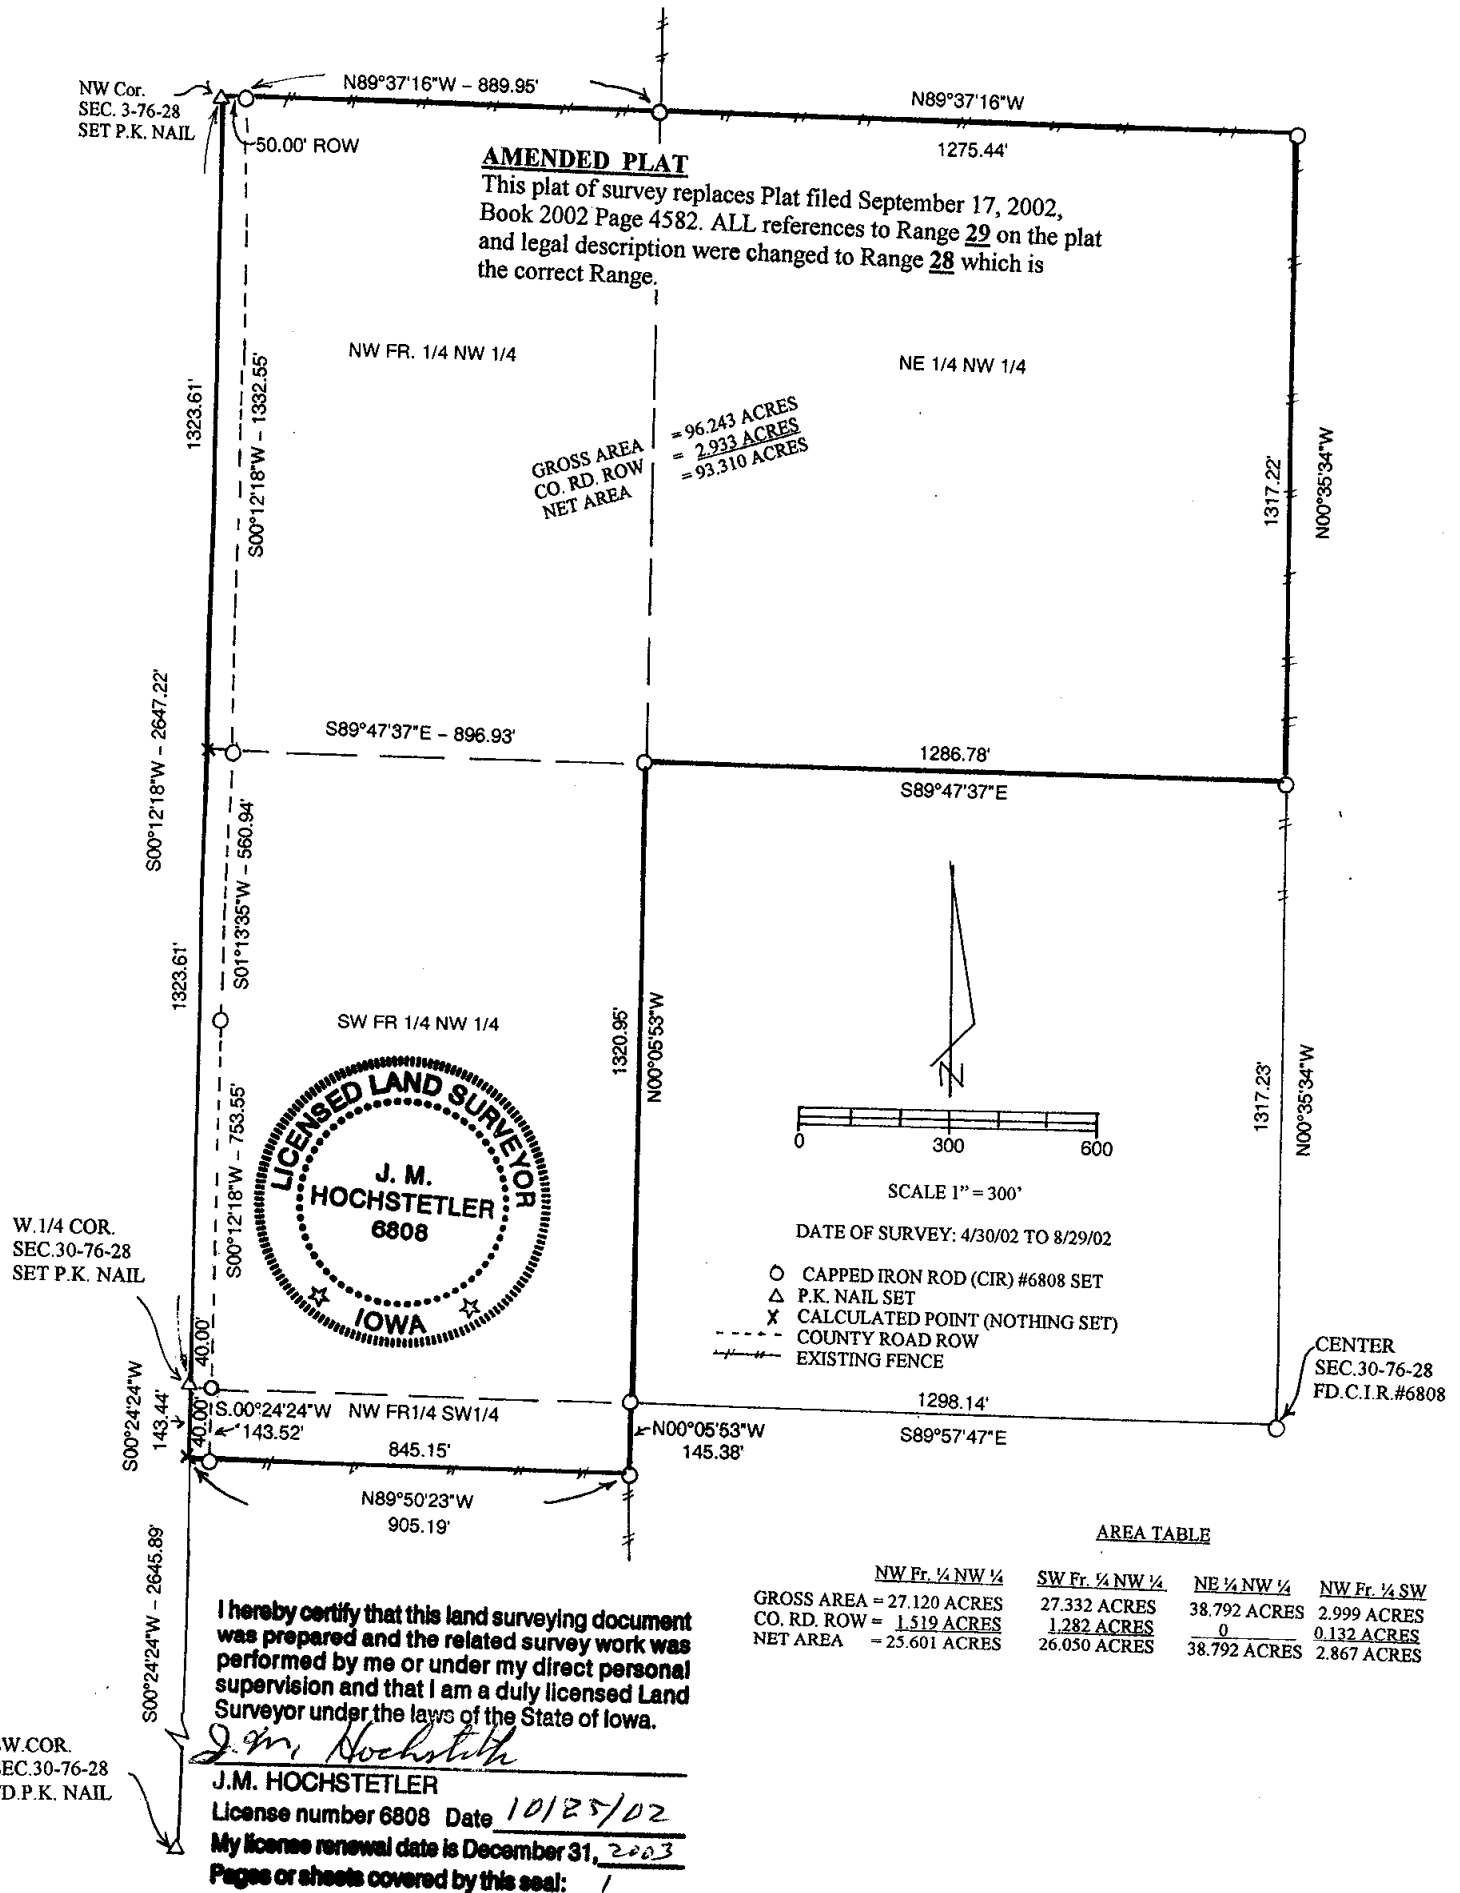 N89°37'16"W – 889.95'
N89°37'16"W
1275.44'
NW Cor.
SEC. 3-76-28
SET P.K. NAIL
50.00' ROW
AMENDED PLAT
This plat of survey replaces Plat filed September 17, 2002,
Book 2002 Page 4582. ALL references to Range 29 on the plat
and legal description were changed to Range 28 which is
the correct Range.
NW FR. 1/4 NW 1/4
NE 1/4 NW 1/4
1323.61'
S00°12'18"W – 1332.55'
GROSS AREA = 96.243 ACRES
CO. RD. ROW = 2.933 ACRES
NET AREA = 93.310 ACRES
1317.22'
N00°35'34"W
S00°12'18"W – 2647.22'
S89°47'37"E – 896.93'
1286.78'
S89°47'37"E
S01°13'35"W – 560.94'
1323.61'
SW FR 1/4 NW 1/4
1320.95'
N00°05'53"W
N
1317.23'
N00°35'34"W
0 300 600
SCALE 1" = 300'
DATE OF SURVEY: 4/30/02 TO 8/29/02
CAPPED IRON ROD (CIR) #6808 SET
P.K. NAIL SET
X CALCULATED POINT (NOTHING SET)
COUNTY ROAD ROW
EXISTING FENCE
LICENSED LAND SURVEYOR
J. M.
HOCHSTETLER
6808
IOWA
S00°12'18"W – 753.55'
W.1/4 COR.
SEC.30-76-28
SET P.K. NAIL
40.00'
CENTER
SEC.30-76-28
FD.C.I.R.#6808
1298.14'
S89°57'47"E
S00°24'24"W
143.44'
40.00'
S.00°24'24"W NW FR1/4 SW1/4
143.52'
N00°05'53"W
145.38'
845.15'
N89°50'23"W
905.19'
S00°24'24"W – 2645.89'
AREA TABLE
NW Fr. ¼ NW ¼ SW Fr. ¼ NW ¼ NE ¼ NW ¼ NW Fr. ¼ SW
GROSS AREA = 27.120 ACRES 27.332 ACRES 38.792 ACRES 2.999 ACRES
CO. RD. ROW = 1.519 ACRES 1.282 ACRES 0 0.132 ACRES
NET AREA = 25.601 ACRES 26.050 ACRES 38.792 ACRES 2.867 ACRES
I hereby certify that this land surveying document
was prepared and the related survey work was
performed by me or under my direct personal
supervision and that I am a duly licensed Land
Surveyor under the laws of the State of Iowa.
J.M. Hochstetler
J.M. HOCHSTETLER
License number 6808 Date 10/25/02
My license renewal date is December 31, 2003
Pages or sheets covered by this seal: 1
W.COR.
EC.30-76-28
D.P.K. NAIL